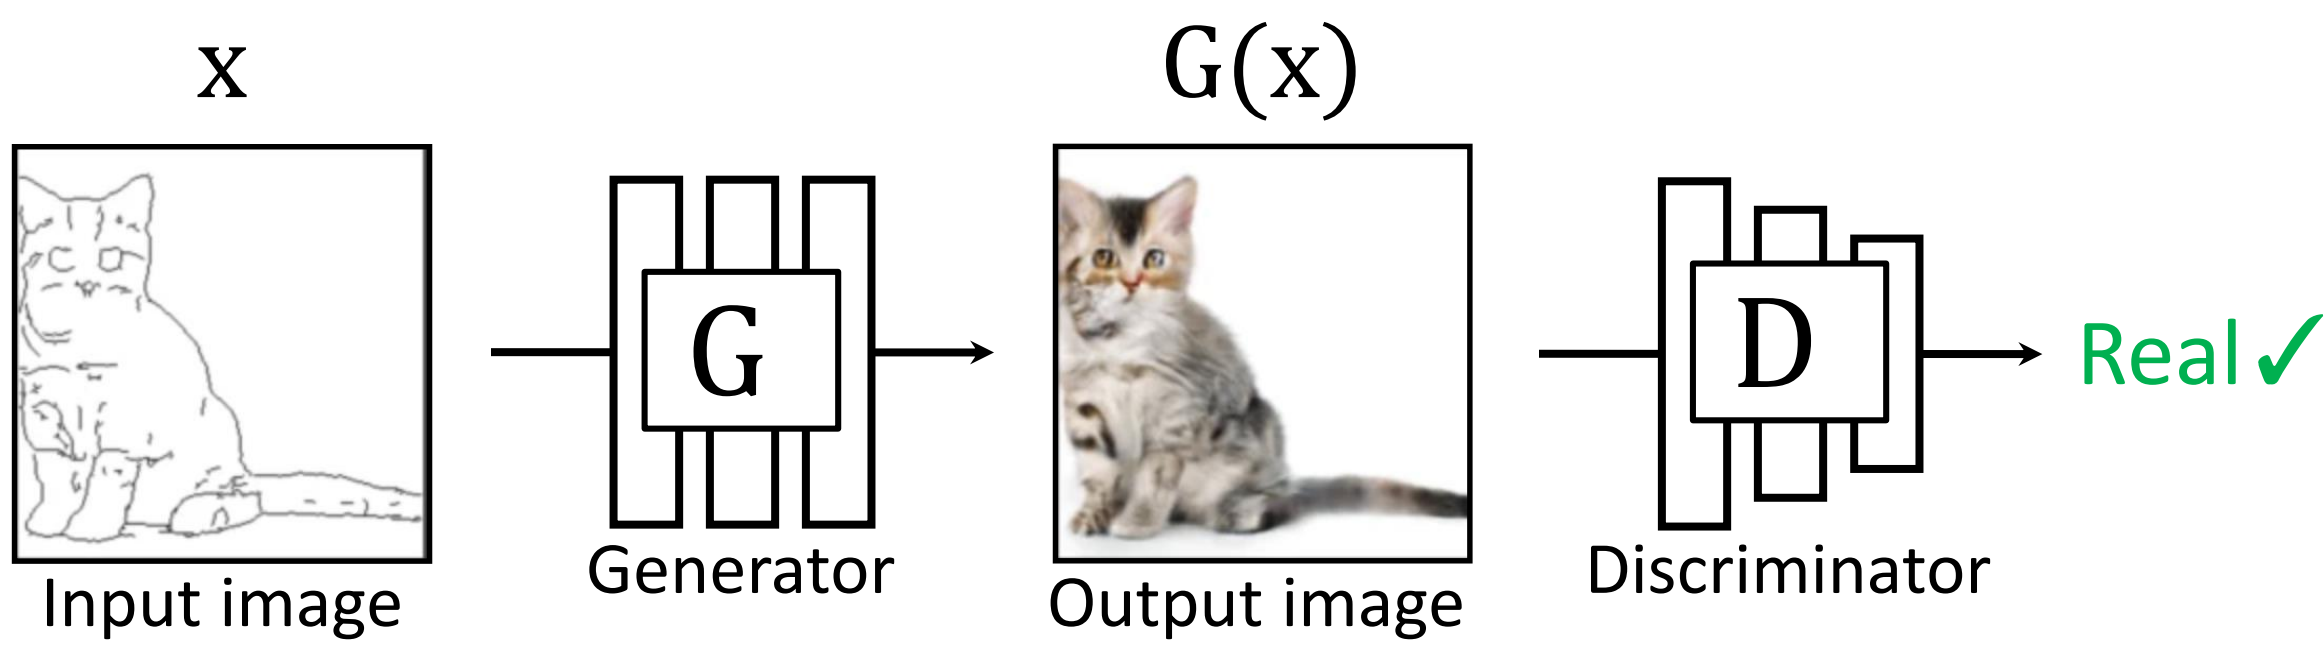 x
G(x)
G
D
Real ✓
Generator
Discriminator
Input image
Output image